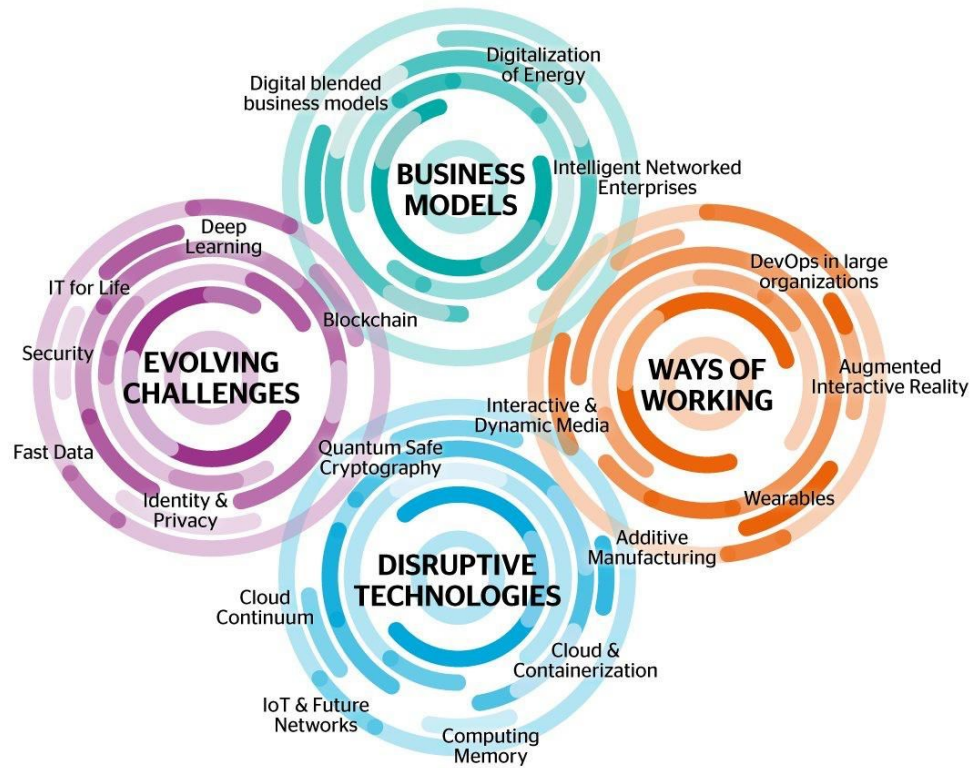 Digitalization
of Energy
Digital blended
business models
BUSINESS
MODELS
Intelligent Networked
Enterprises
Deep
Learning
IT for Life
Blockchain
Security
EVOLVING
CHALLENGES
Fast Data
Identity &
Privacy
DevOps in large
organizations
WAYS OF
WORKING
Augmented
Interactive Reality
Interactive &
Dynamic Media
Wearables
Additive
Manufacturing
Quantum Safe
Cryptography
DISRUPTIVE
TECHNOLOGIES
Cloud
Continuum
Cloud &
Containerization
IoT & Future
Networks
Computing
Memory